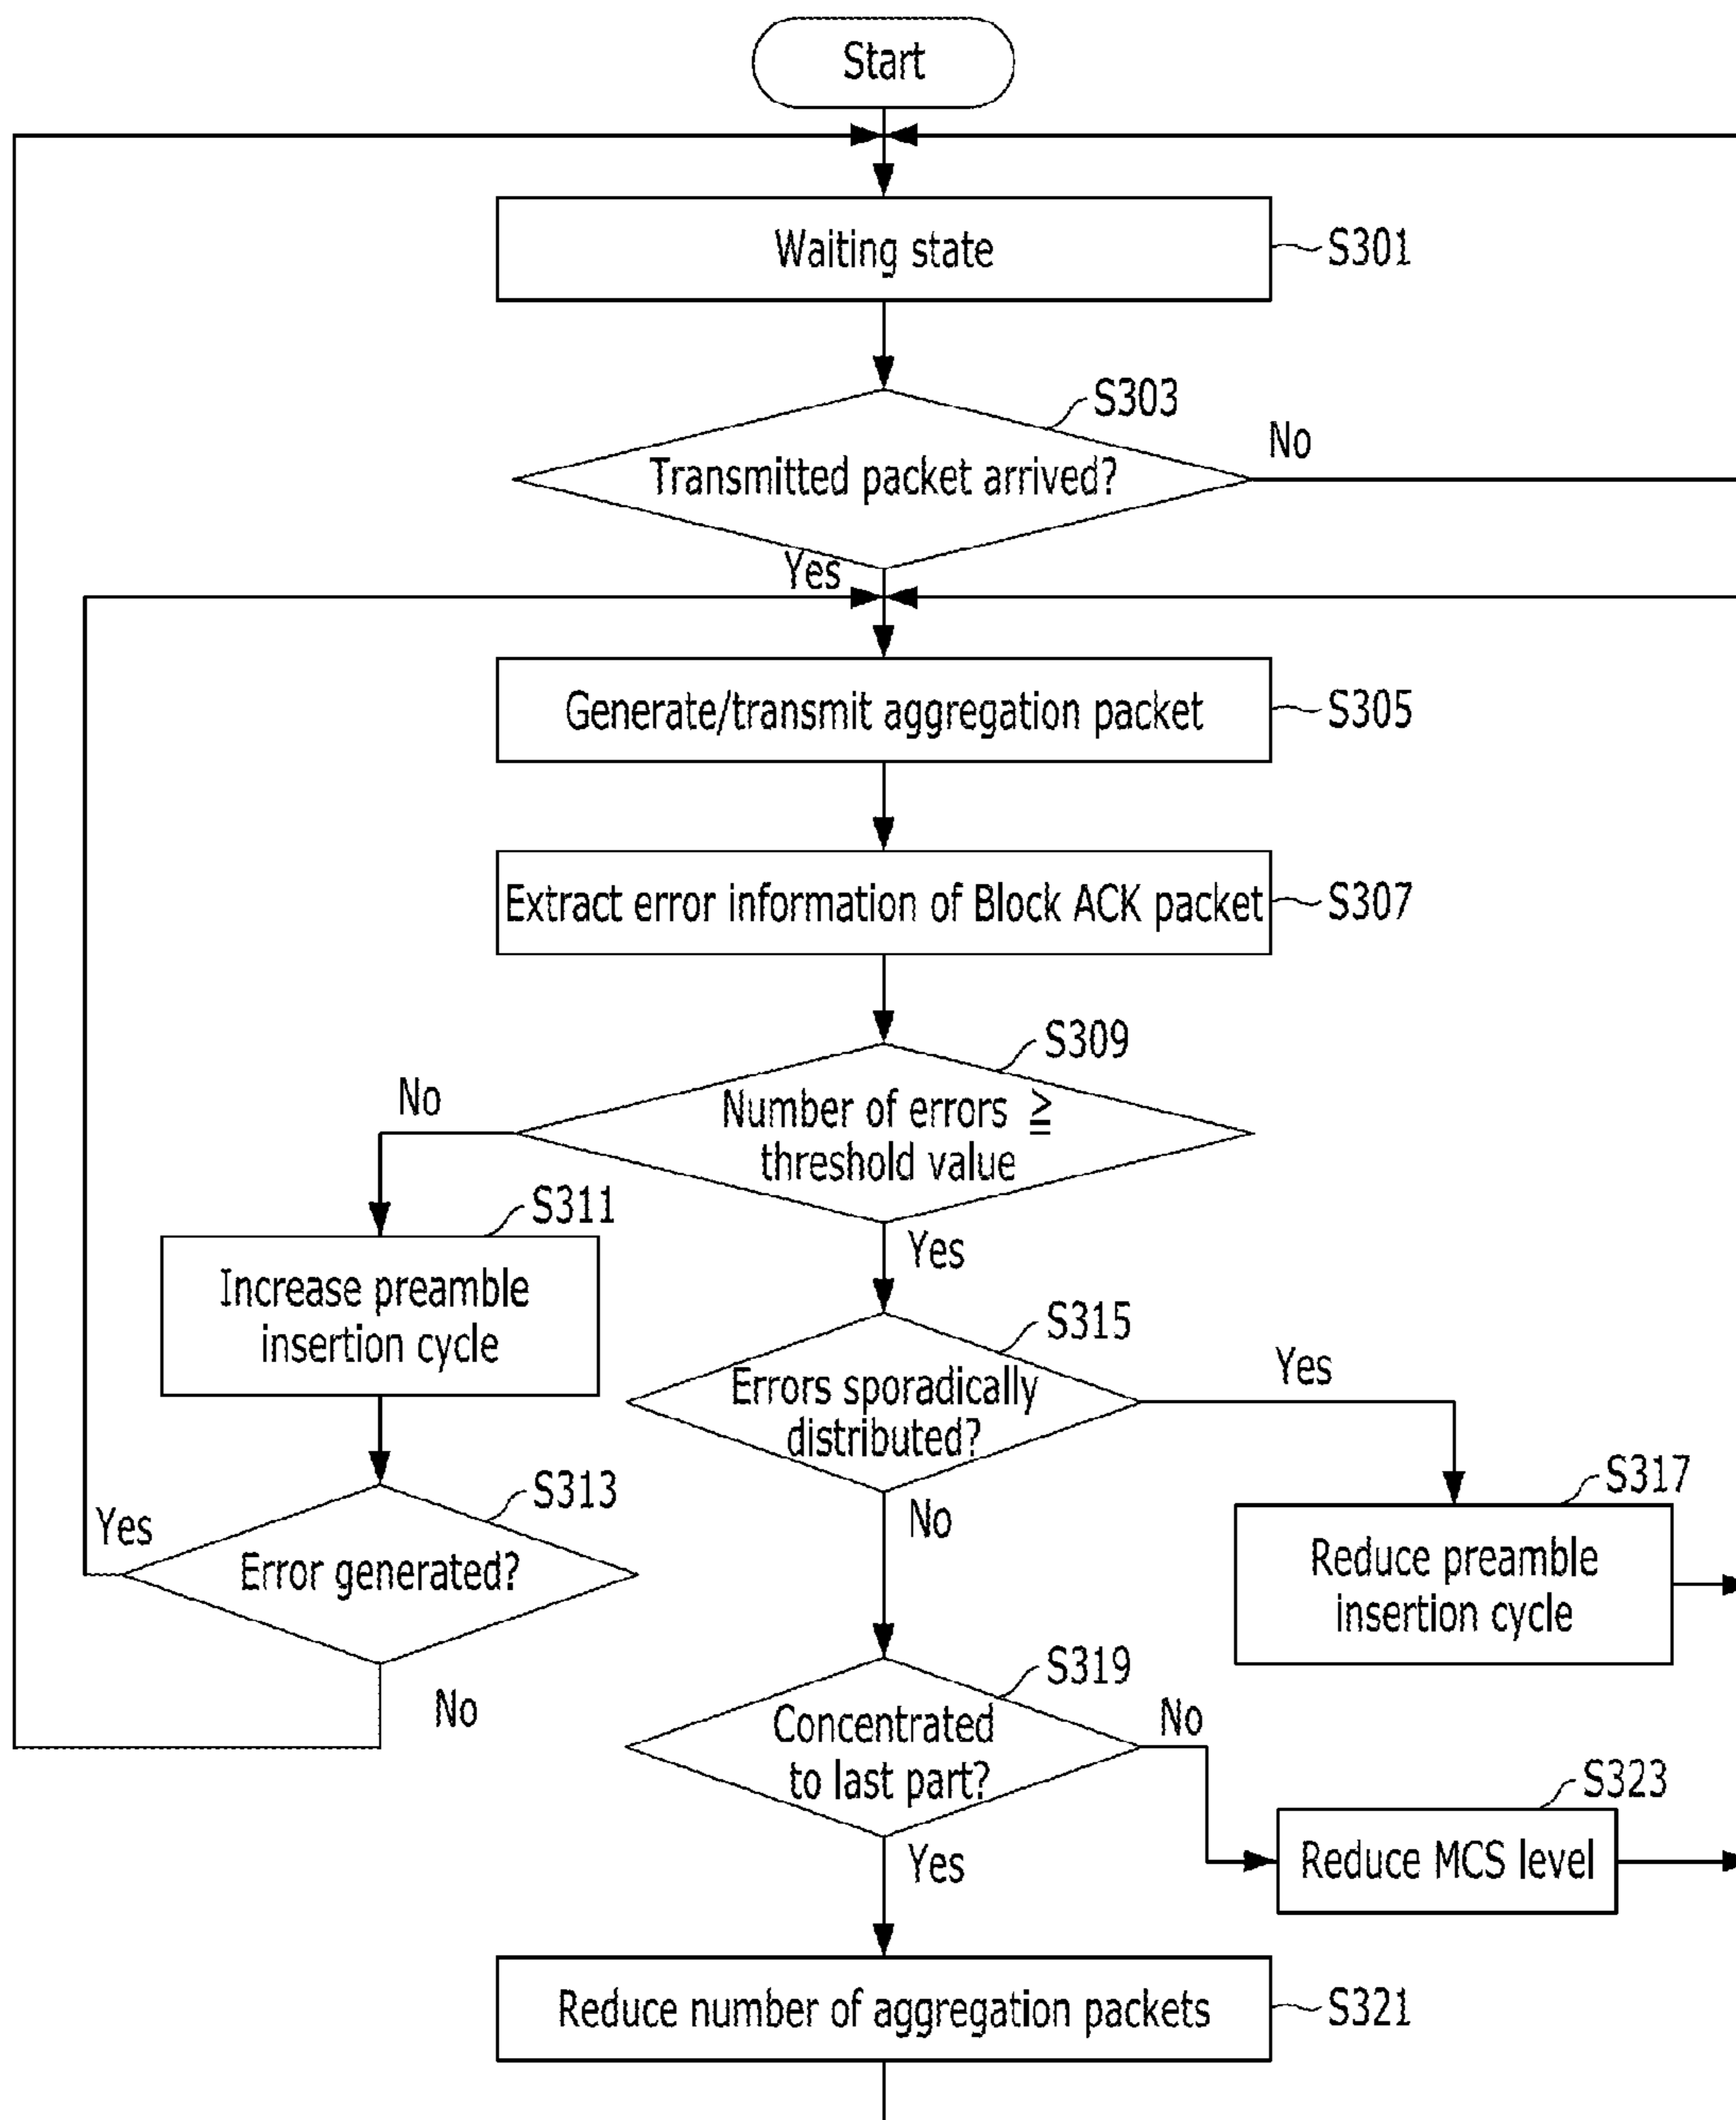 Start
Waiting state
S301
S303
Transmitted packet arrived?
No
Yes
Generate/transmit aggregation packet
S305
Extract error information of Block ACK packet
S307
S309
Number of errors ≧
threshold value
No
Yes
S311
Increase preamble
insertion cycle
S315
Errors sporadically
distributed?
Yes
No
S313
Error generated?
Yes
No
S317
Reduce preamble
insertion cycle
S319
Concentrated
to last part?
No
Yes
S323
Reduce MCS level
Reduce number of aggregation packets
S321